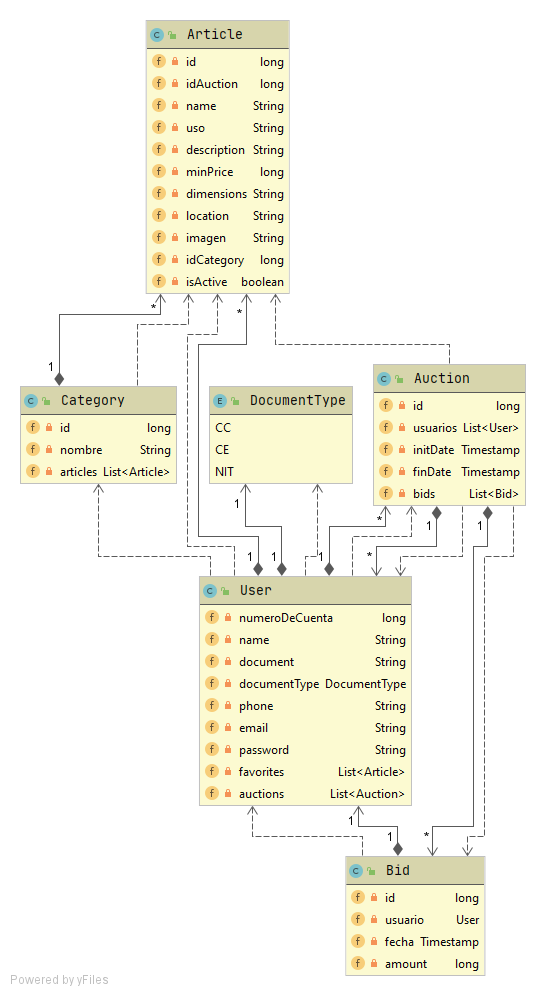 C Article
f id long
f idAuction long
f name String
f uso String
f description String
f minPrice long
f dimensions String
f location String
f imagen String
f idCategory long
f isActive boolean
* *
1
C Category
f id long
f nombre String
f articles List<Article>
E DocumentType
CC
CE
NIT
C Auction
f id long
f usuarios List<User>
f initDate Timestamp
f finDate Timestamp
f bids List<Bid>
1 * 1 1
1 1 1 *
C User
f numeroDeCuenta long
f name String
f document String
f documentType DocumentType
f phone String
f email String
f password String
f favorites List<Article>
f auctions List<Auction>
1 1 *
C Bid
f id long
f usuario User
f fecha Timestamp
f amount long
Powered by yFiles